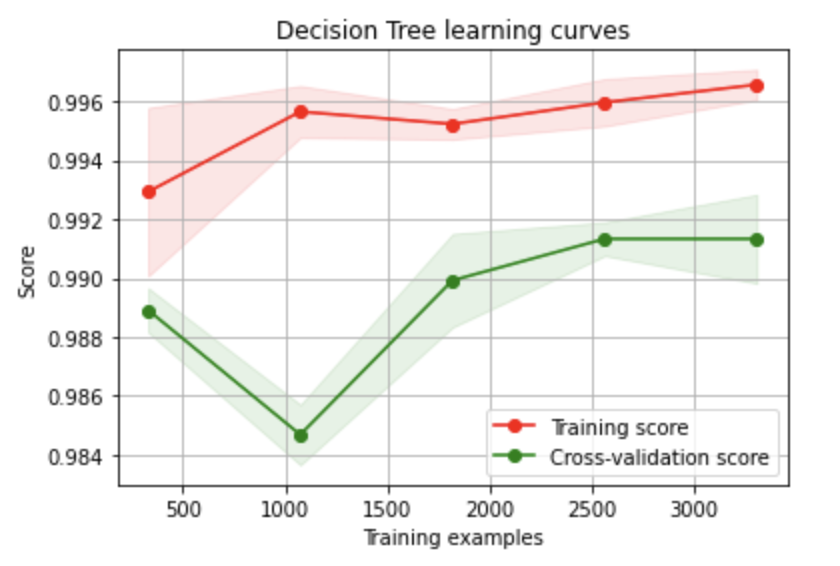 Decision Tree learning curves
0.996
0.994
0.992
0.990
0.988
0.986
0.984
Score
Training score
Cross-validation score
500 1000 1500 2000 2500 3000
Training examples